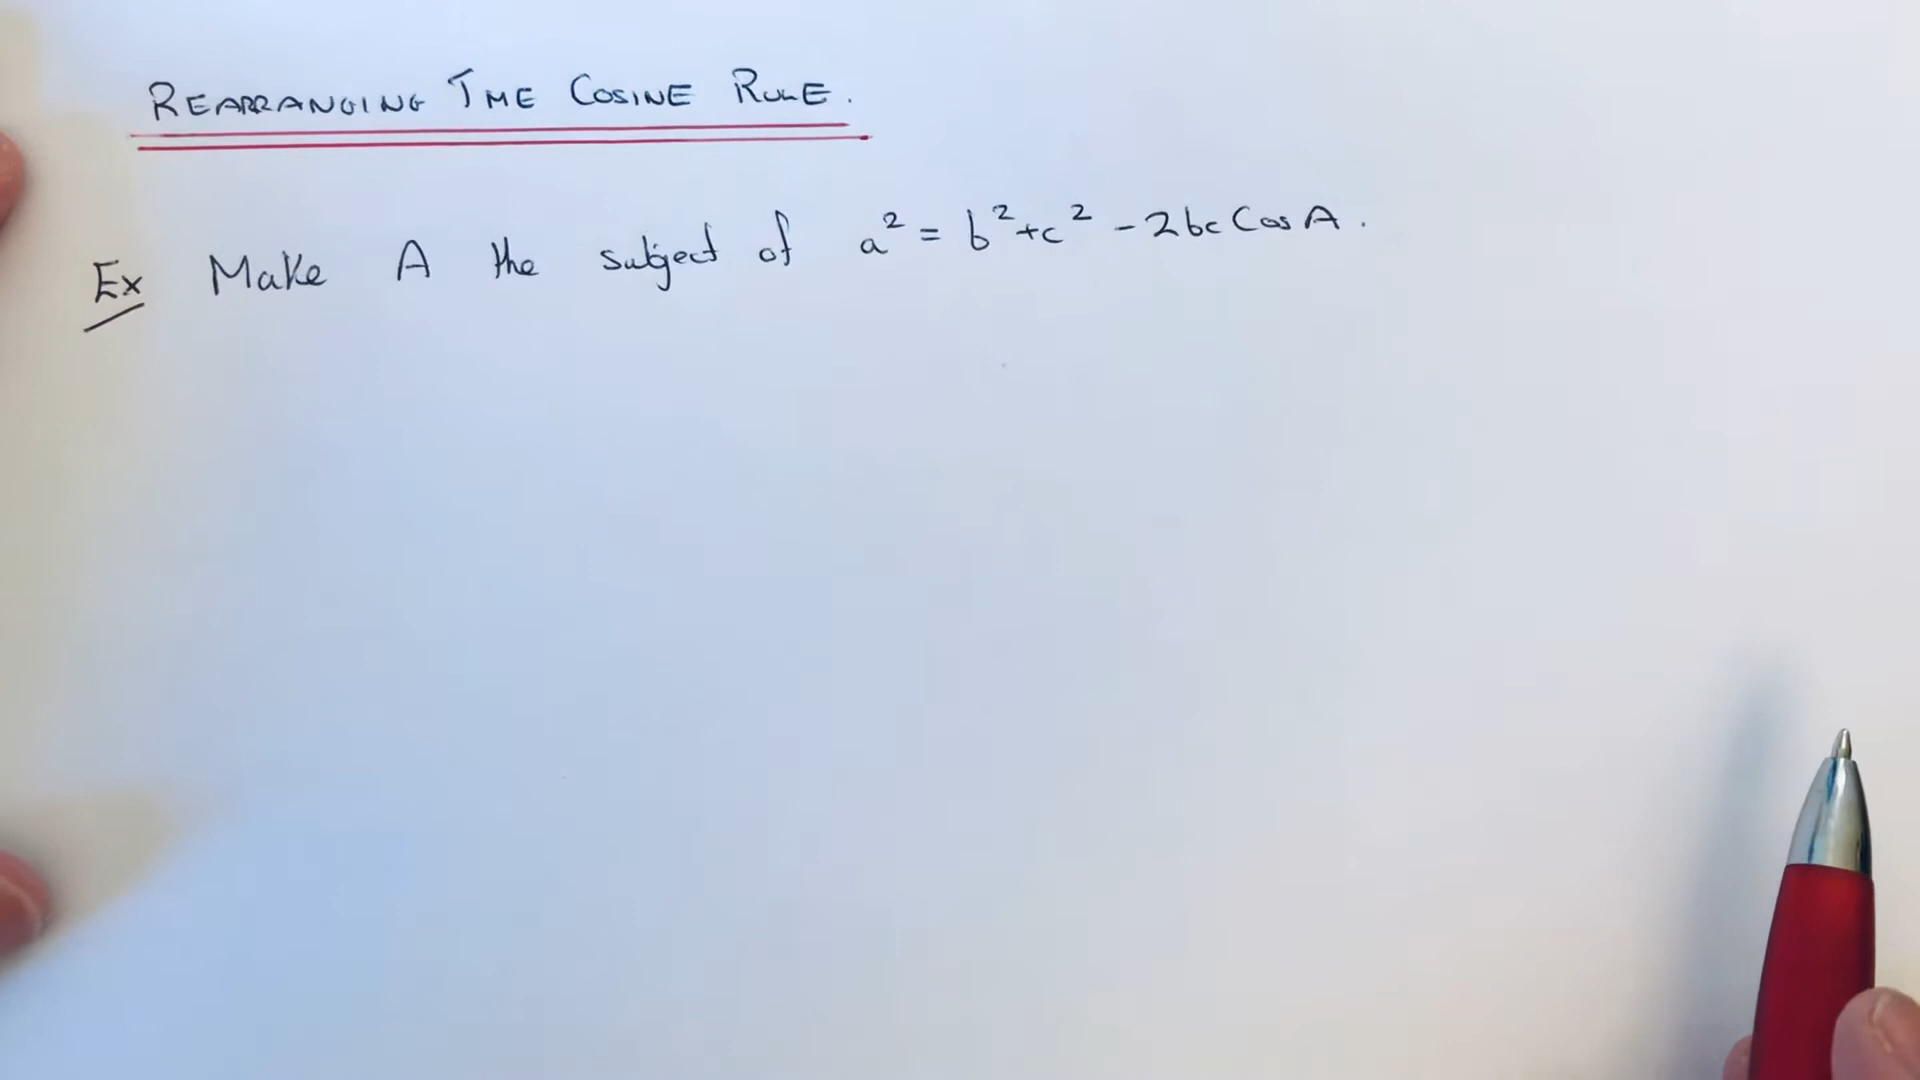 REARRANGING THE COSINE RULE.
Ex Make A the subject of a² = b²+c² - 2bc Cos A.